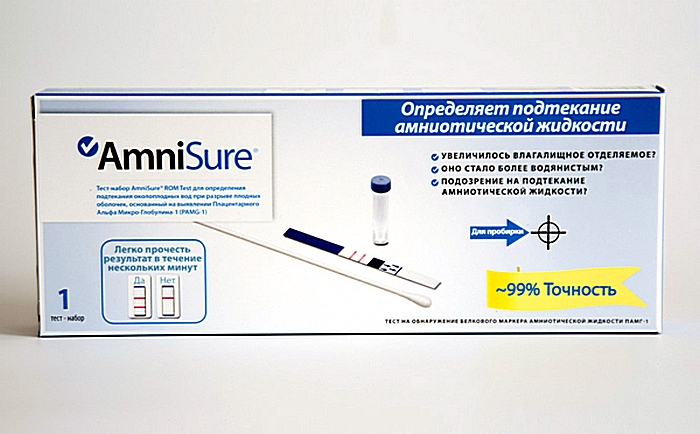 Определяет подтекание
амниотической жидкости
AmniSure®
Тест-набор AmniSure® ROM Test для определения
подтекания околоплодных вод при разрыве плодных
оболочек, основанный на выявлении Плацентарного
Альфа Микро-Глобулина-1 (PAMG-1)
УВЕЛИЧИЛОСЬ ВЛАГАЛИЩНОЕ ОТДЕЛЯЕМОЕ?
ОНО СТАЛО БОЛЕЕ ВОДЯНИСТЫМ?
ПОДОЗРЕНИЕ НА ПОДТЕКАНИЕ
АМНИОТИЧЕСКОЙ ЖИДКОСТИ?
Для пробирки
Легко прочесть
результат в течение
нескольких минут
Да Нет
~99% Точность
1
тест - набор
ТЕСТ НА ОБНАРУЖЕНИЕ БЕЛКОВОГО МАРКЕРА АМНИОТИЧЕСКОЙ ЖИДКОСТИ ПАМГ-1